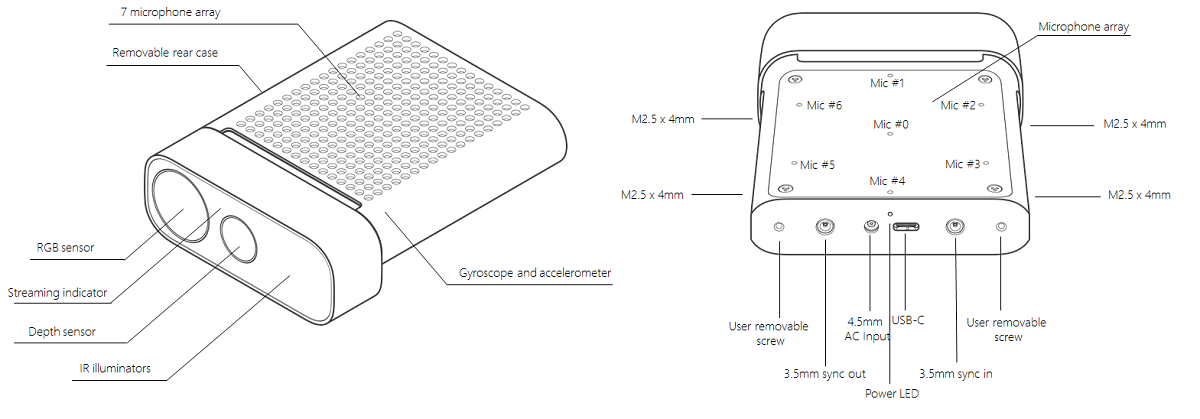 7 microphone array
Removable rear case
RGB sensor
Streaming indicator
Depth sensor
IR illuminators
Gyroscope and accelerometer
Microphone array
Mic #1
Mic #6
Mic #2
Mic #0
M2.5 x 4mm
M2.5 x 4mm
Mic #5
Mic #3
Mic #4
M2.5 x 4mm
M2.5 x 4mm
User removable
screw
4.5mm
AC Input
USB-C
User removable
screw
3.5mm sync out
3.5mm sync in
Power LED